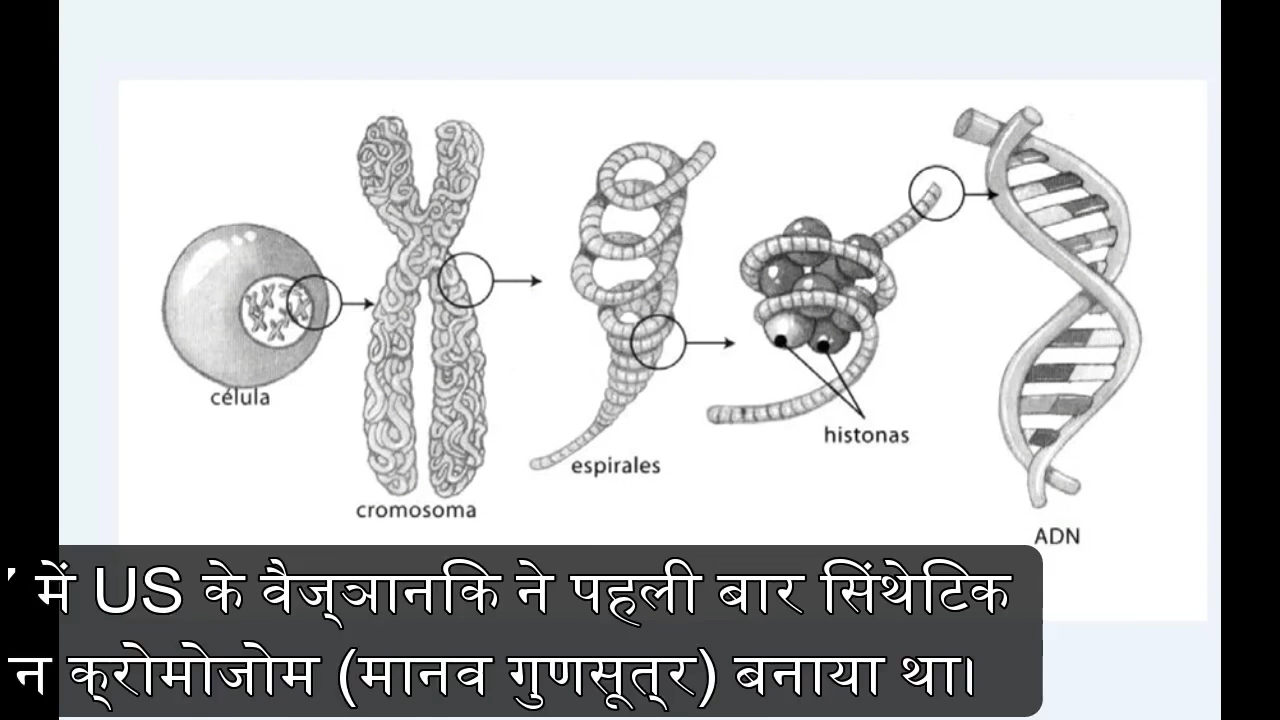 célula
cromosoma
espirales
histonas
ADN
में US के वैज्ञानिक ने पहली बार सिंथेटिक
न क्रोमोजोम (मानव गुणसूत्र) बनाया था।